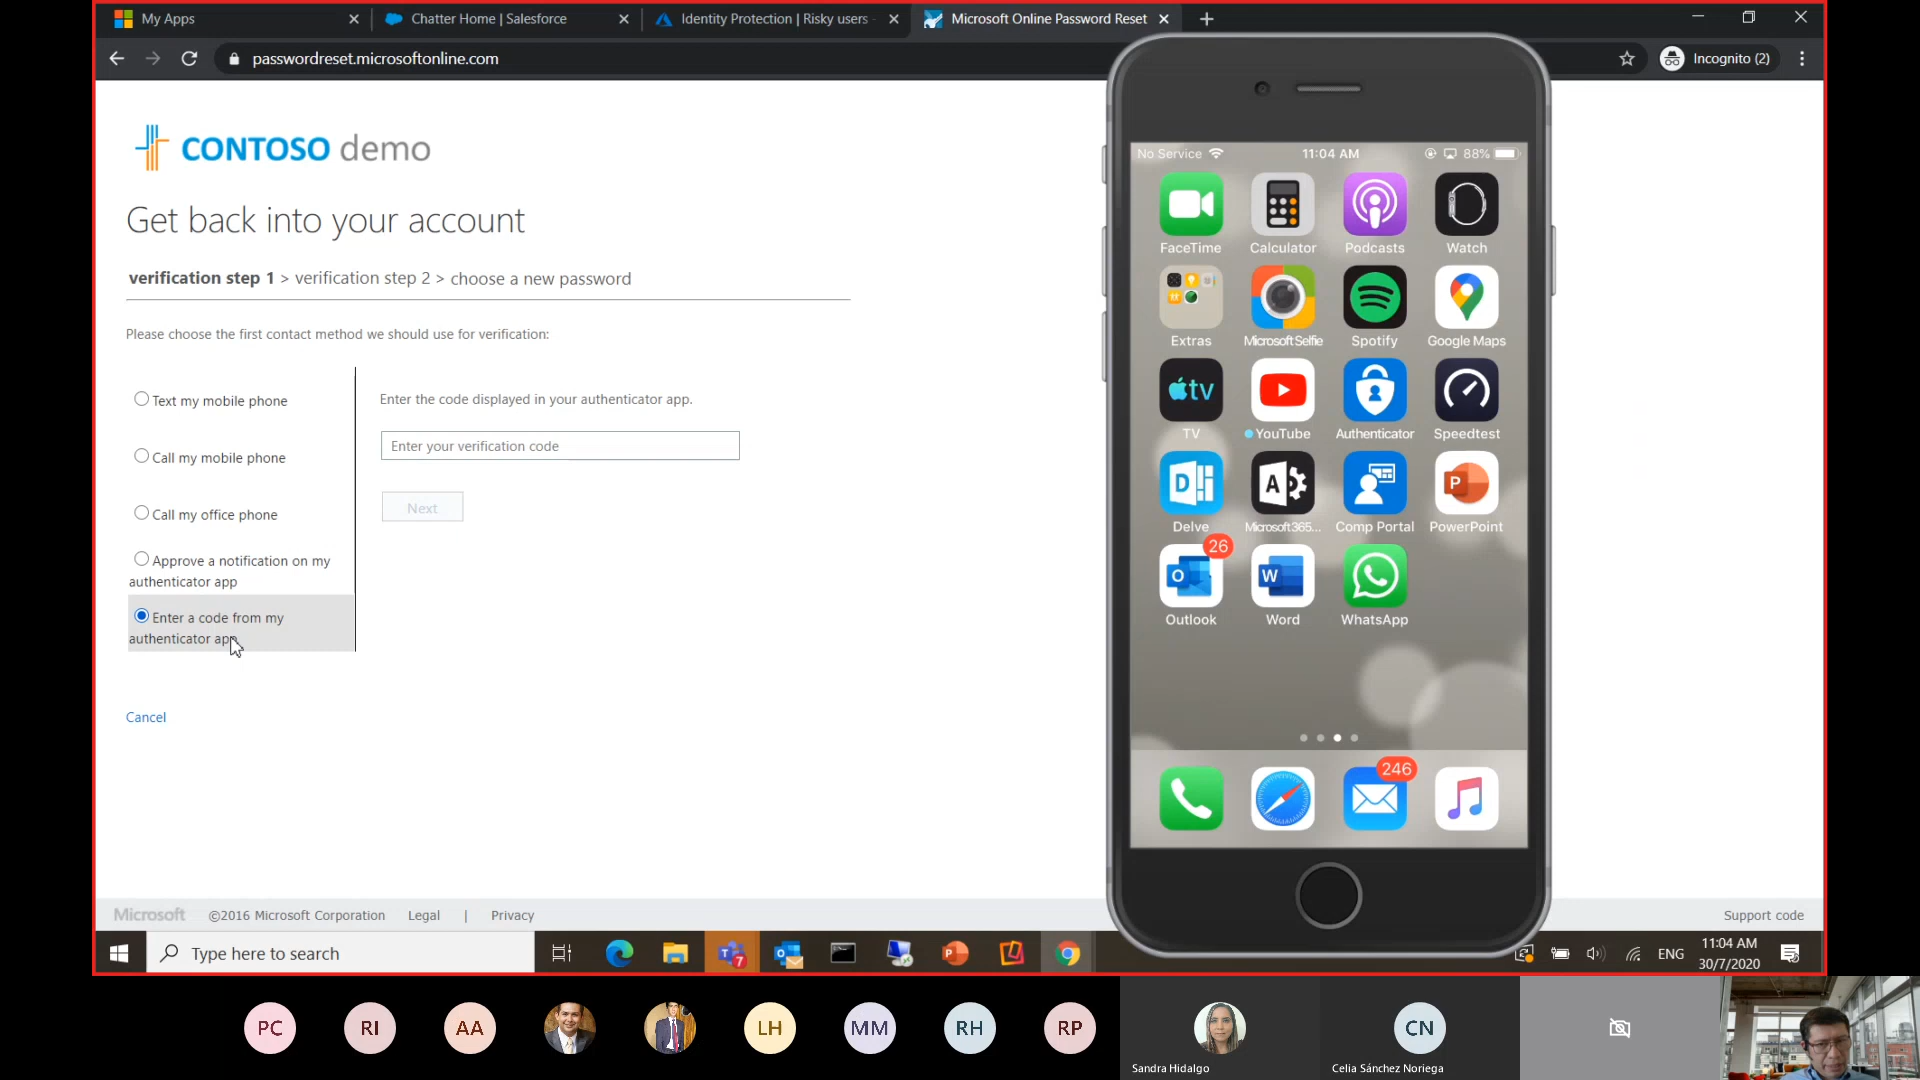 My Apps
Chatter Home | Salesforce
Identity Protection | Risky users -
Microsoft Online Password Reset
passwordreset.microsoftonline.com
Incognito (2)
CONTOSO demo
Get back into your account
verification step 1 > verification step 2 > choose a new password
Please choose the first contact method we should use for verification:
Text my mobile phone
Call my mobile phone
Call my office phone
Approve a notification on my
authenticator app
Enter a code from my
authenticator app
Enter the code displayed in your authenticator app.
Enter your verification code
Next
Cancel
No Service
11:04 AM
88%
FaceTime
Calculator
Podcasts
Watch
Extras
Microsoft Selfie
Spotify
Google Maps
tv
TV
YouTube
Authenticator
Speedtest
D
A
P
Delve
Microsoft 365...
Comp Portal
PowerPoint
26
O
W
Outlook
Word
WhatsApp
246
Microsoft
©2016 Microsoft Corporation
Legal
|
Privacy
Support code
Type here to search
7
ENG
11:04 AM
30/7/2020
PC
RI
AA
LH
MM
RH
RP
Sandra Hidalgo
CN
Celia Sánchez Noriega